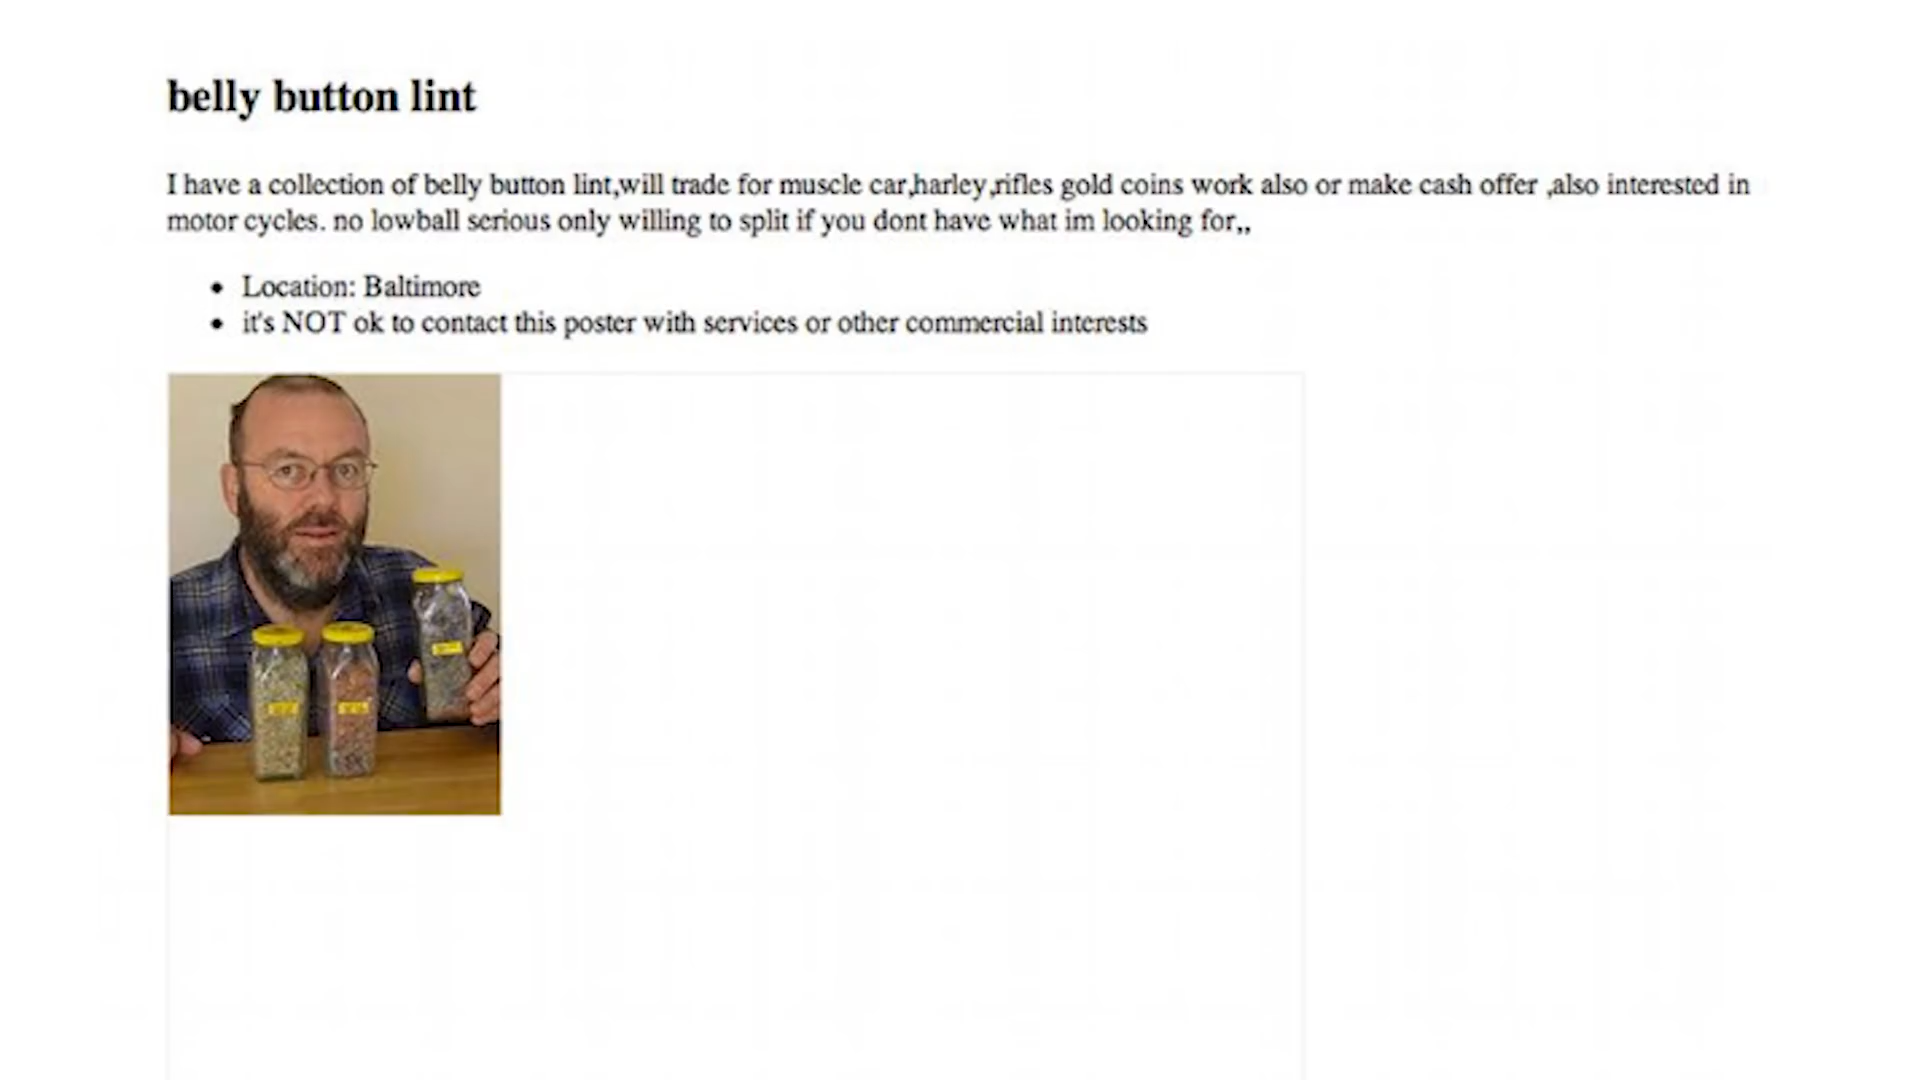 belly button lint
I have a collection of belly button lint,will trade for muscle car,harley,rifles gold coins work also or make cash offer ,also interested in
motor cycles. no lowball serious only willing to split if you dont have what im looking for,,
• Location: Baltimore
• it's NOT ok to contact this poster with services or other commercial interests